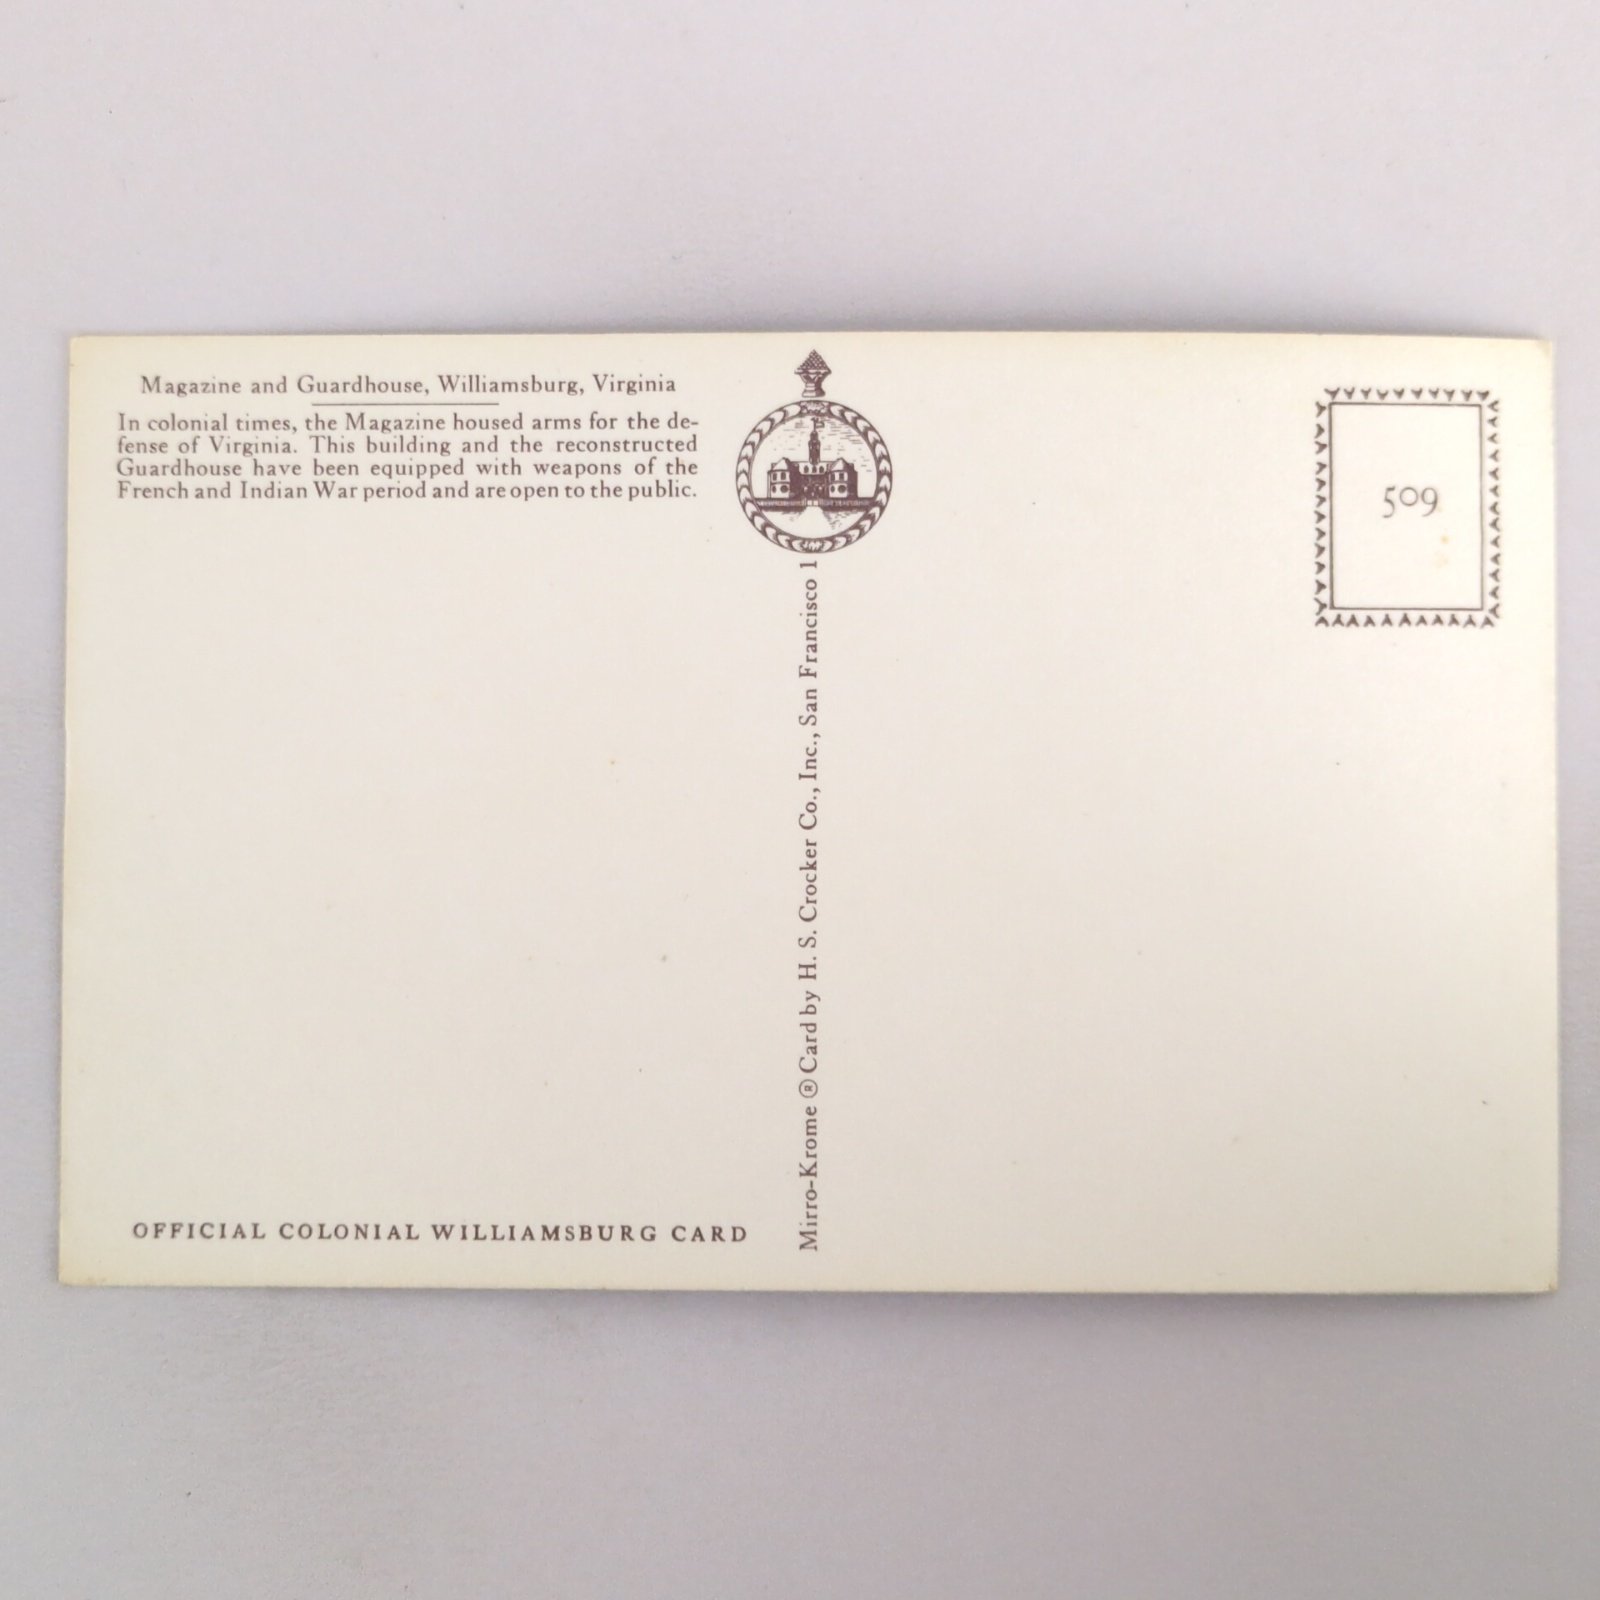 Magazine and Guardhouse, Williamsburg, Virginia
In colonial times, the Magazine housed arms for the de-
fense of Virginia. This building and the reconstructed
Guardhouse have been equipped with weapons of the
French and Indian War period and are open to the public.
OFFICIAL COLONIAL WILLIAMSBURG CARD
Mirro-Krome ® Card by H. S. Crocker Co., Inc., San Francisco 1
509